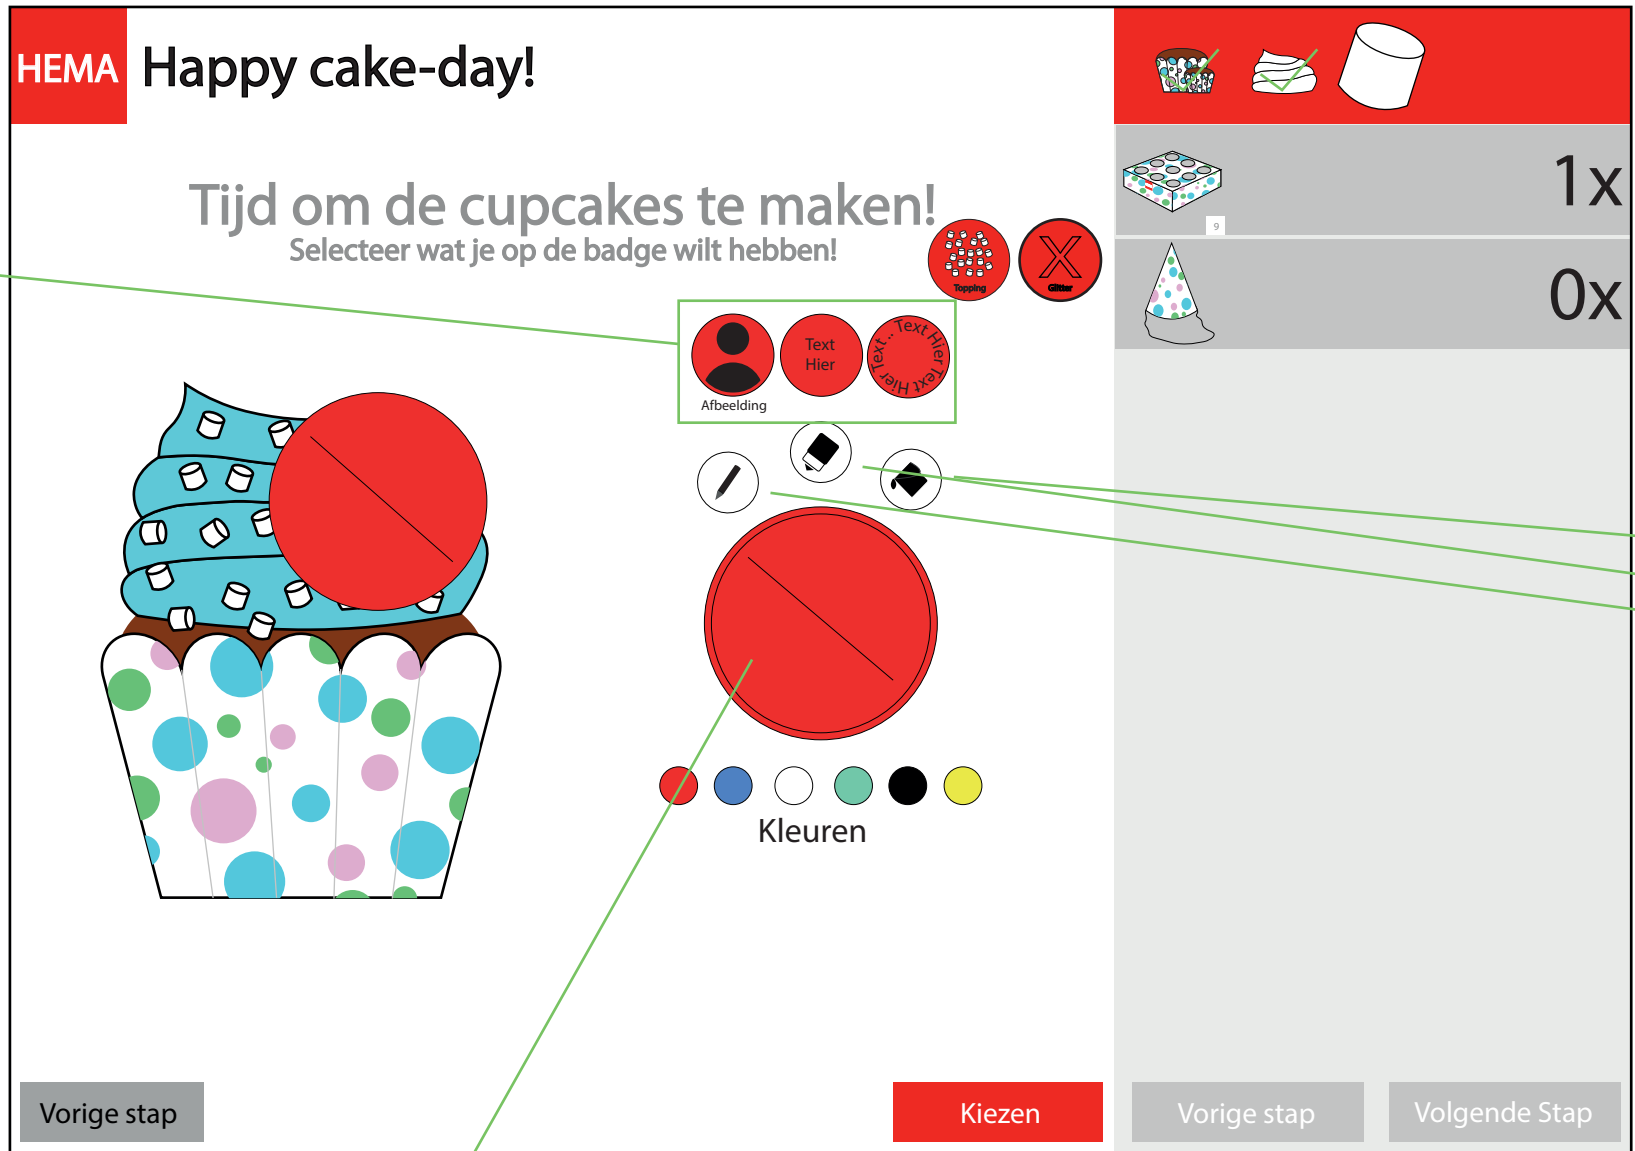 HEMA
Happy cake-day!
Tijd om de cupcakes te maken!
Selecteer wat je op de badge wilt hebben!
Topping
Glitter
1x
9
0x
Text
Hier
Text.. Text Hier Text Hier
Afbeelding
Kleuren
Vorige stap
Kiezen
Vorige stap
Volgende Stap